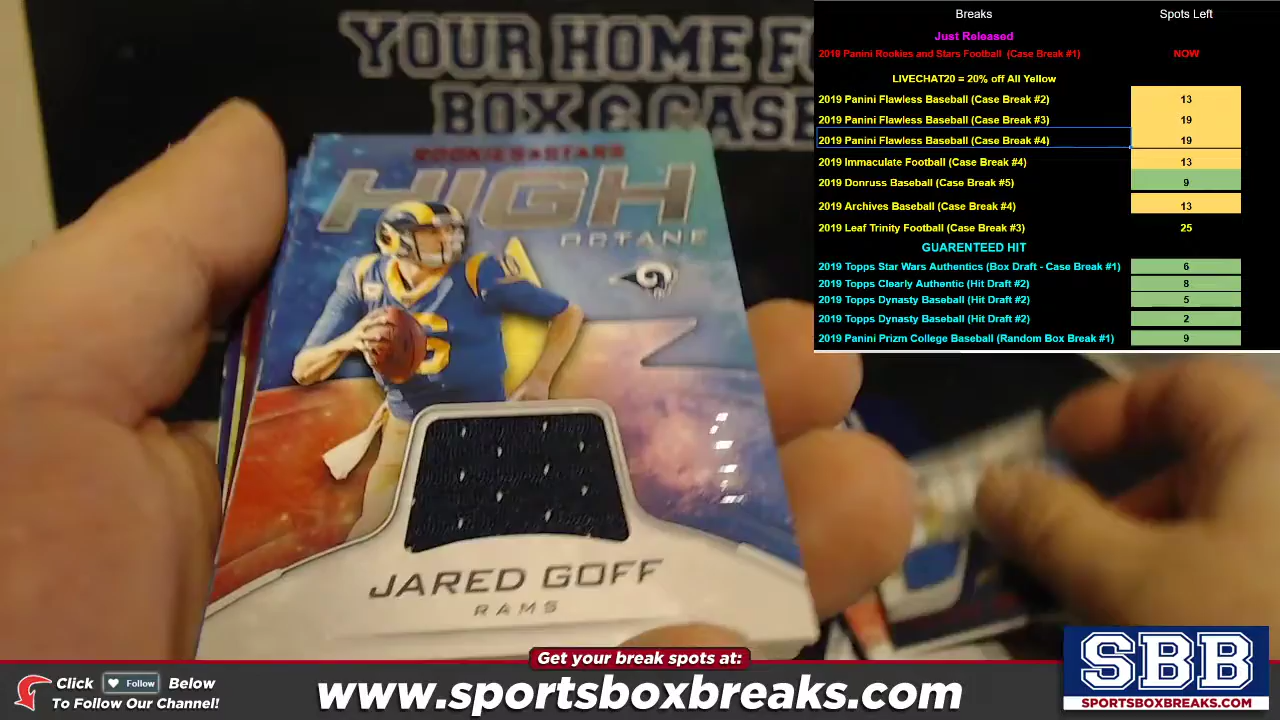 YOUR HOME FO
BOX & CASE
Breaks Spots Left
Just Released
2018 Panini Rookies and Stars Football (Case Break #1) NOW
LIVECHAT20 = 20% off All Yellow
2019 Panini Flawless Baseball (Case Break #2) 13
2019 Panini Flawless Baseball (Case Break #3) 19
2019 Panini Flawless Baseball (Case Break #4) 19
2019 Immaculate Football (Case Break #4) 13
2019 Donruss Baseball (Case Break #5) 9
2019 Archives Baseball (Case Break #4) 13
2019 Leaf Trinity Football (Case Break #3) 25
GUARENTEED HIT
2019 Topps Star Wars Authentics (Box Draft - Case Break #1) 6
2019 Topps Clearly Authentic (Hit Draft #2) 8
2019 Topps Dynasty Baseball (Hit Draft #2) 5
2019 Topps Dynasty Baseball (Hit Draft #2) 2
2019 Panini Prizm College Baseball (Random Box Break #1) 9
ROOKIES & STARS
HIGH
OCTANE
JARED GOFF
RAMS
Get your break spots at:
Click Follow Below
To Follow Our Channel!
www.sportsboxbreaks.com
SBB
SPORTSBOXBREAKS.COM